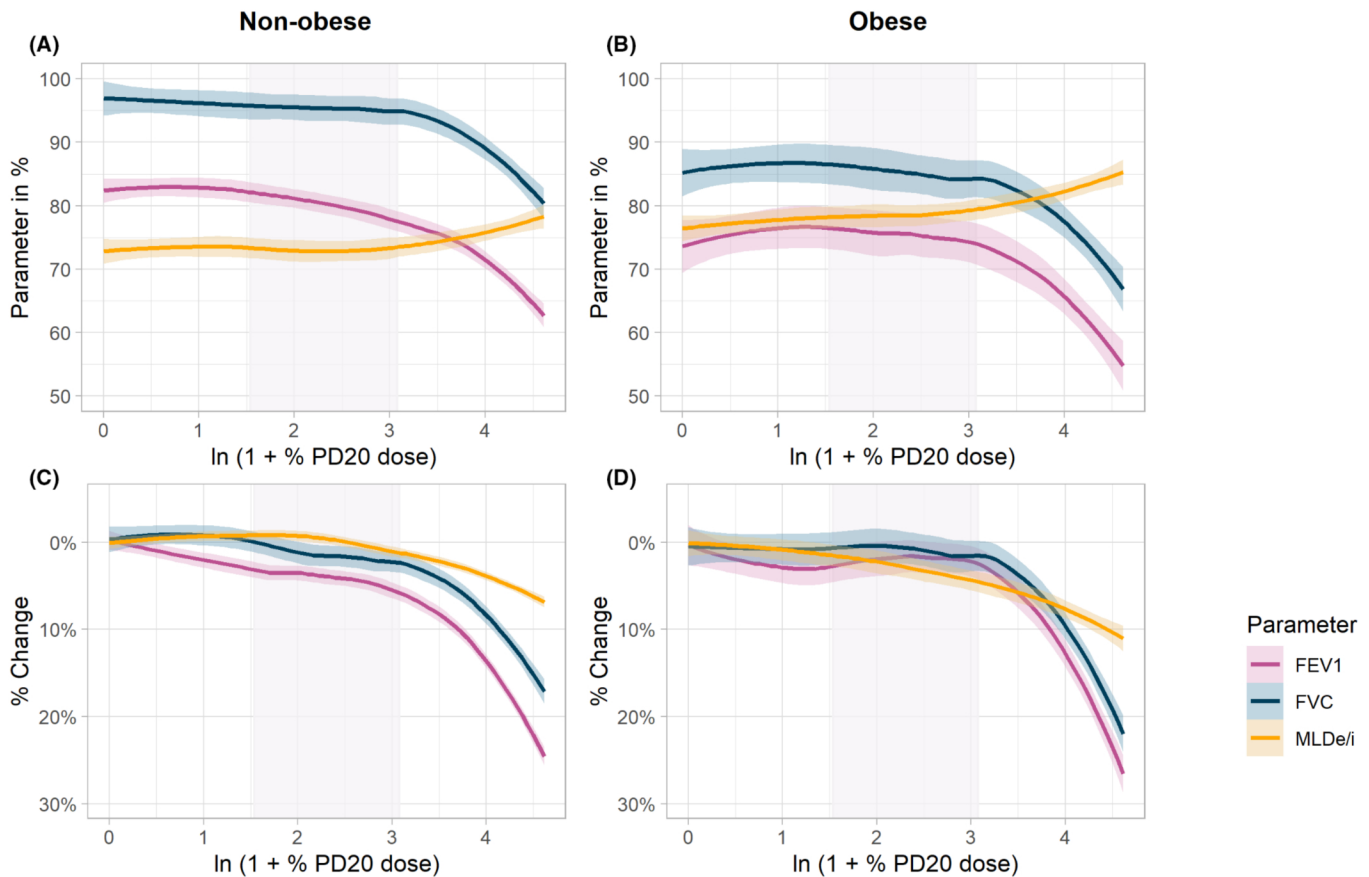 Non-obese
Obese
(A)
(B)
100
90
80
70
60
50
Parameter in %
0 1 2 3 4
ln (1 + % PD20 dose)
100
90
80
70
60
50
Parameter in %
0 1 2 3 4
ln (1 + % PD20 dose)
(C)
(D)
0%
10%
20%
30%
% Change
0 1 2 3 4
ln (1 + % PD20 dose)
0%
10%
20%
30%
% Change
0 1 2 3 4
ln (1 + % PD20 dose)
Parameter
FEV1
FVC
MLDe/i